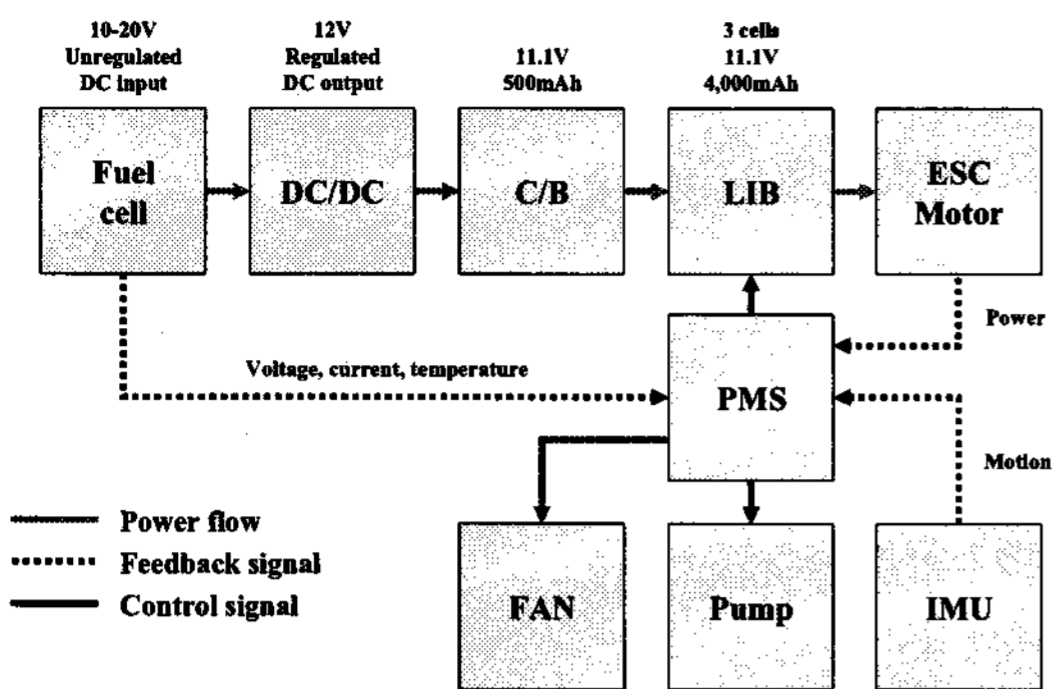 10-20V
Unregulated
DC input
12V
Regulated
DC output
11.1V
500mAh
3 cells
11.1V
4,000mAh
Fuel
cell
DC/DC
C/B
LIB
ESC
Motor
Power
Voltage, current, temperature
PMS
Motion
Power flow
Feedback signal
Control signal
FAN
Pump
IMU